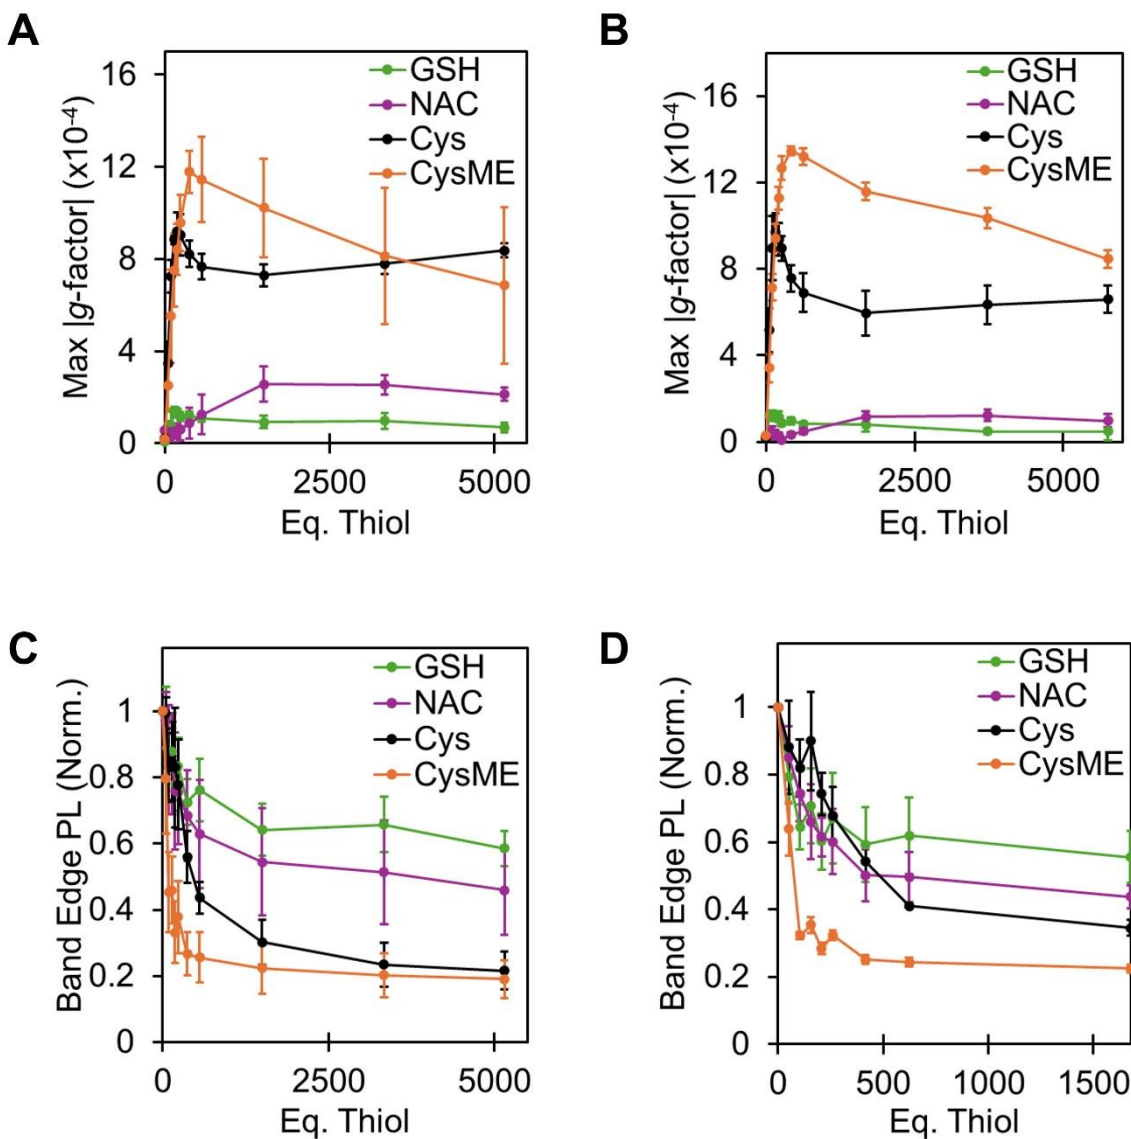 A
Max |g-factor| (x10⁻⁴)
16
12
8
4
0
GSH
NAC
Cys
CysME
0 2500 5000
Eq. Thiol
B
Max |g-factor| (x10⁻⁴)
16
12
8
4
0
GSH
NAC
Cys
CysME
0 2500 5000
Eq. Thiol
C
Band Edge PL (Norm.)
1
0.8
0.6
0.4
0.2
0
GSH
NAC
Cys
CysME
0 2500 5000
Eq. Thiol
D
Band Edge PL (Norm.)
1
0.8
0.6
0.4
0.2
0
GSH
NAC
Cys
CysME
0 500 1000 1500
Eq. Thiol